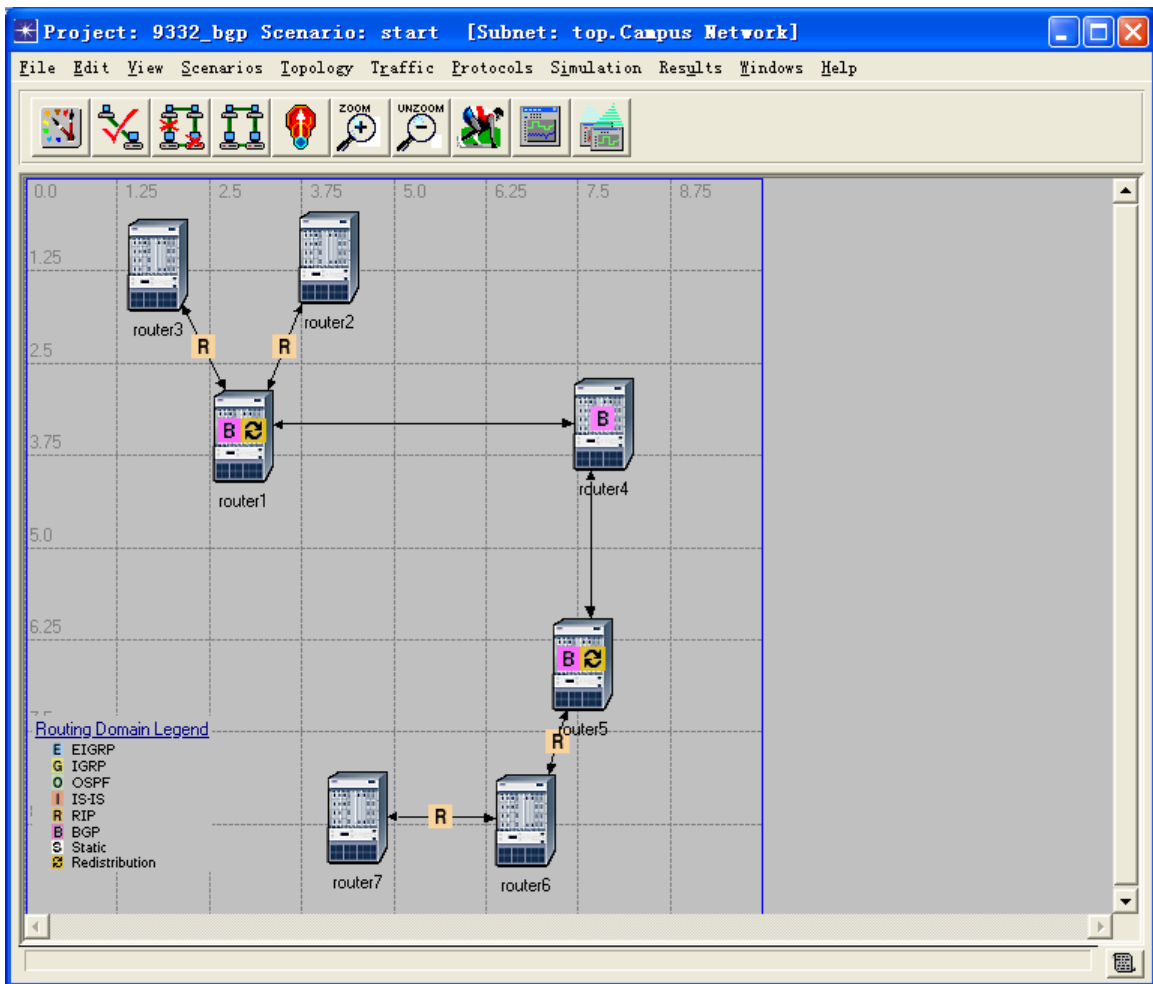 Project: 9332_bgp Scenario: start [Subnet: top.Campus Network]
File Edit View Scenarios Topology Traffic Protocols Simulation Results Windows Help
ZOOM UNZOOM
0.0 1.25 2.5 3.75 5.0 6.25 7.5 8.75
1.25
router3
router2
R R
2.5
B
B
3.75
router1
router4
5.0
6.25
B
7.5
router5
R
Routing Domain Legend
E EIGRP
G IGRP
O OSPF
I IS-IS
R RIP
B BGP
S Static
Redistribution
R
router7
router6